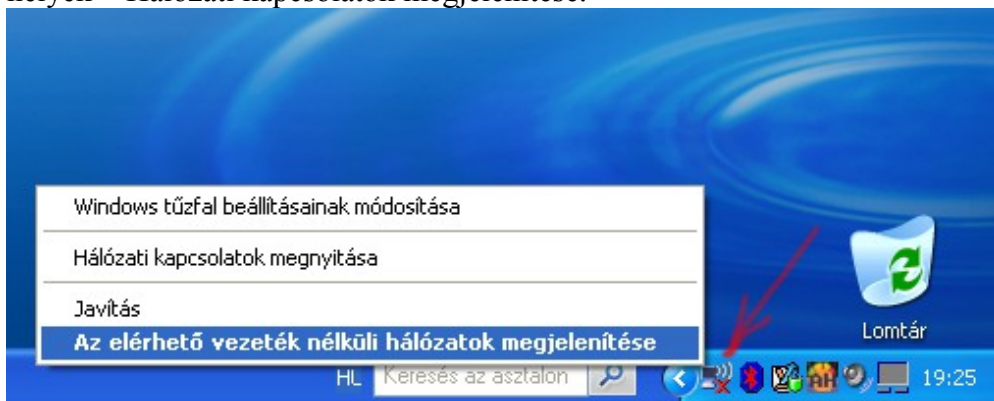 Windows tűzfal beállításainak módosítása
Hálózati kapcsolatok megnyitása
Javítás
Az elérhető vezeték nélküli hálózatok megjelenítése
Lomtár
HL Keresés az asztalon 19:25